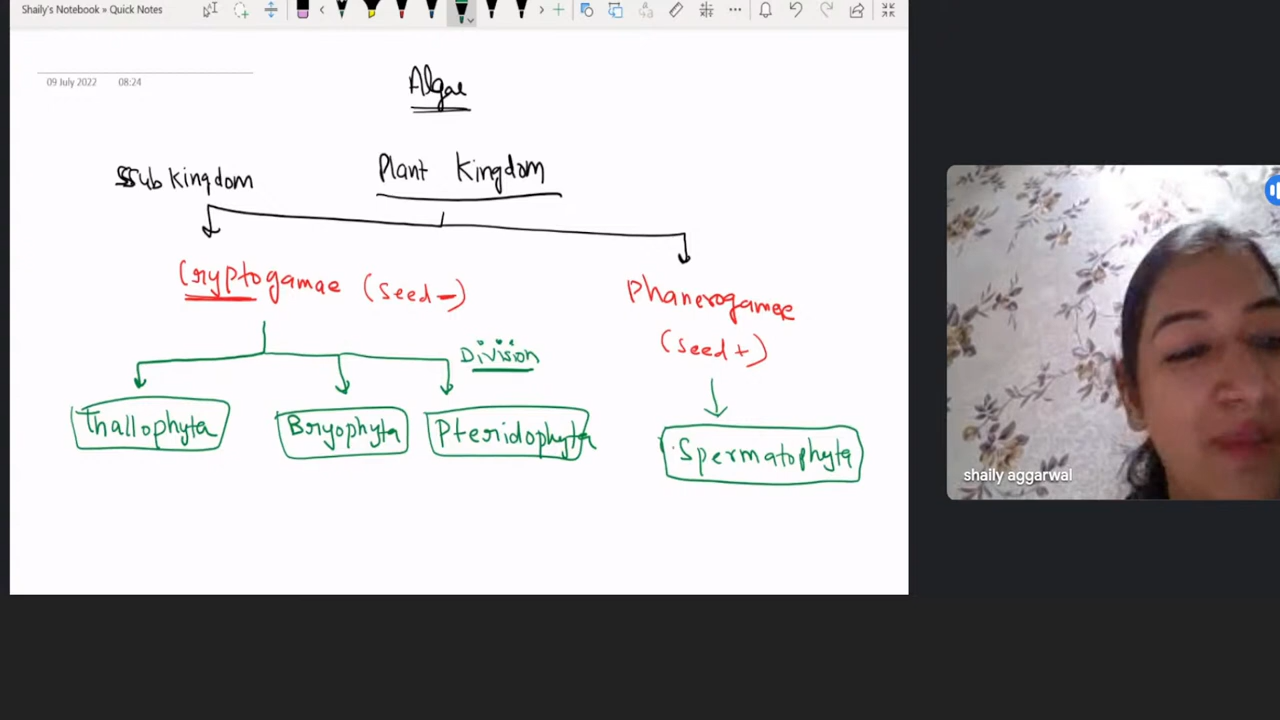 Shaily's Notebook » Quick Notes
09 July 2022 08:24
Algae
Sub Kingdom
Plant Kingdom
Cryptogamae (seed -)
Phanerogamae
(seed +)
Division
Thallophyta
Bryophyta
Pteridophyta
Spermatophyta
shaily aggarwal